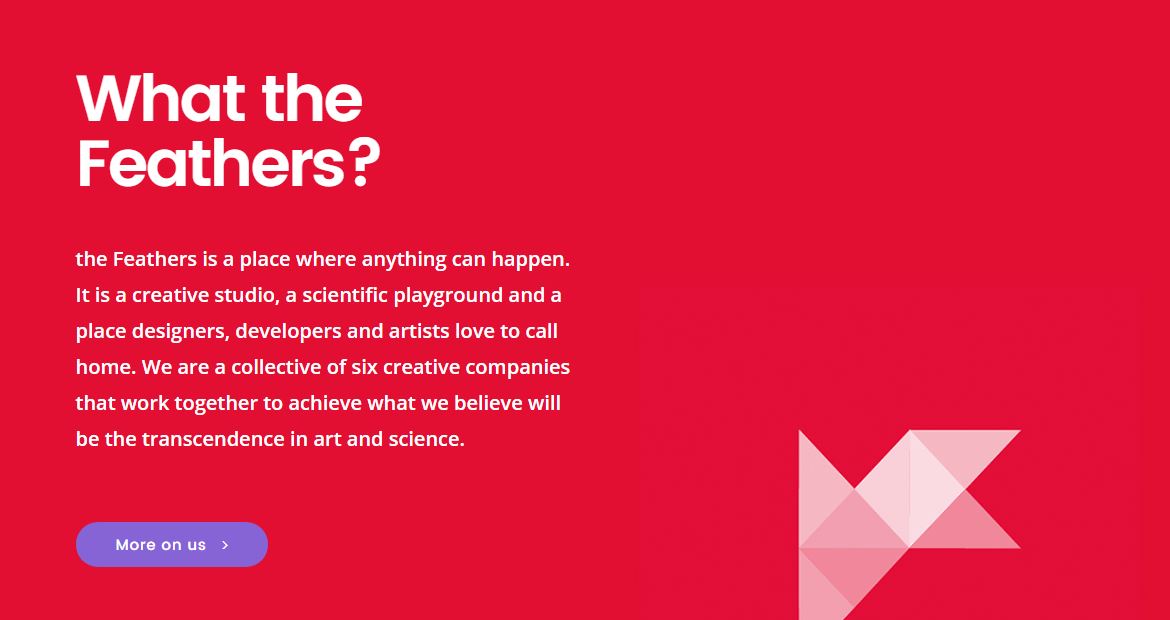 What the
Feathers?
the Feathers is a place where anything can happen.
It is a creative studio, a scientific playground and a
place designers, developers and artists love to call
home. We are a collective of six creative companies
that work together to achieve what we believe will
be the transcendence in art and science.
More on us >